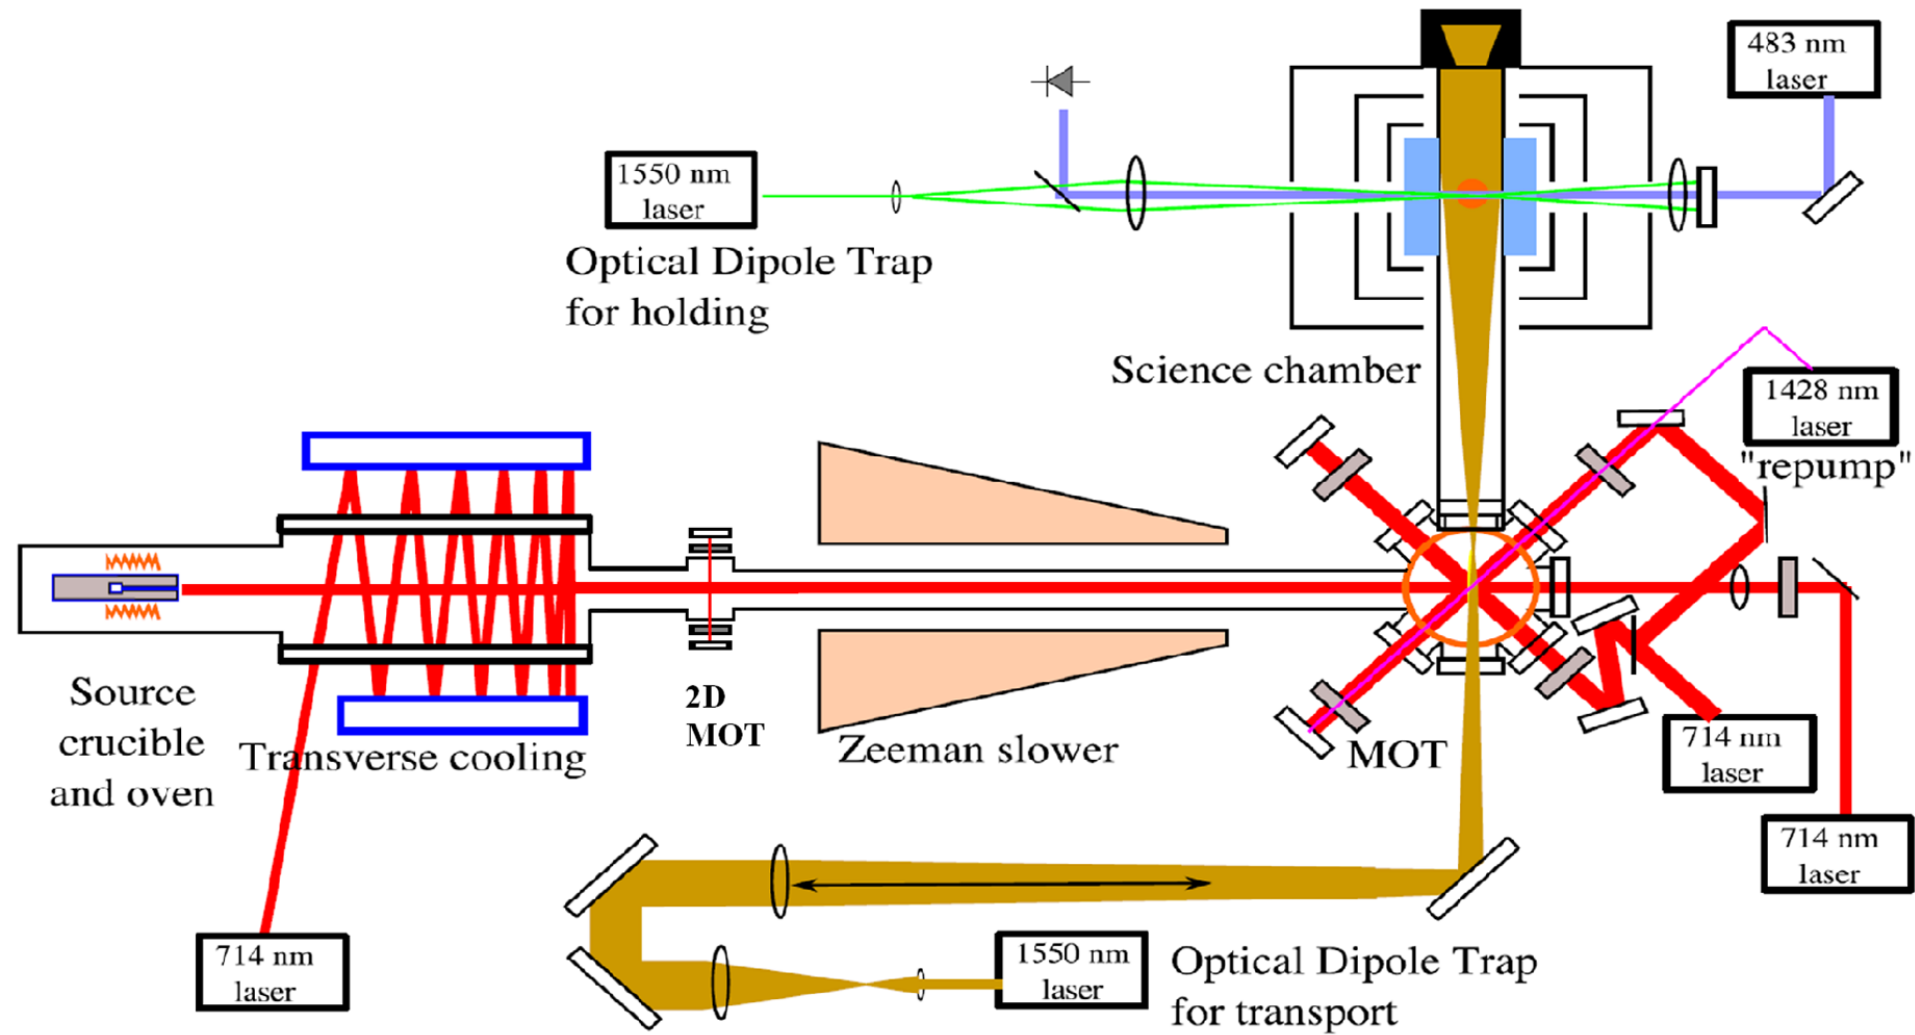 483 nm
laser
1550 nm
laser
Optical Dipole Trap
for holding
Science chamber
1428 nm
laser
"repump"
Source
crucible
and oven
Transverse cooling
2D
MOT
Zeeman slower
MOT
714 nm
laser
714 nm
laser
714 nm
laser
1550 nm
laser
Optical Dipole Trap
for transport